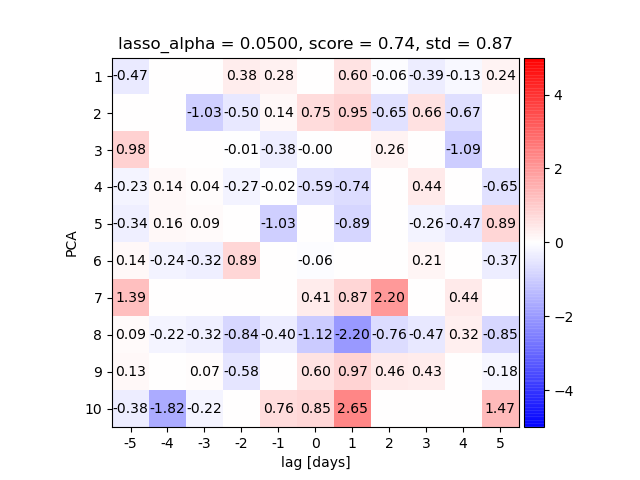 lasso_alpha = 0.0500, score = 0.74, std = 0.87
1 -0.47 0.38 0.28 0.60 -0.06 -0.39 -0.13 0.24
2 -1.03 -0.50 0.14 0.75 0.95 -0.65 0.66 -0.67
3 0.98 -0.01 -0.38 -0.00 0.26 -1.09
4 -0.23 0.14 0.04 -0.27 -0.02 -0.59 -0.74 0.44 -0.65
5 -0.34 0.16 0.09 -1.03 -0.89 -0.26 -0.47 0.89
6 0.14 -0.24 -0.32 0.89 -0.06 0.21 -0.37
7 1.39 0.41 0.87 2.20 0.44
8 0.09 -0.22 -0.32 -0.84 -0.40 -1.12 -2.20 -0.76 -0.47 0.32 -0.85
9 0.13 0.07 -0.58 0.60 0.97 0.46 0.43 -0.18
10 -0.38 -1.82 -0.22 0.76 0.85 2.65 1.47
-5 -4 -3 -2 -1 0 1 2 3 4 5
lag [days]
PCA
4
2
0
−2
−4